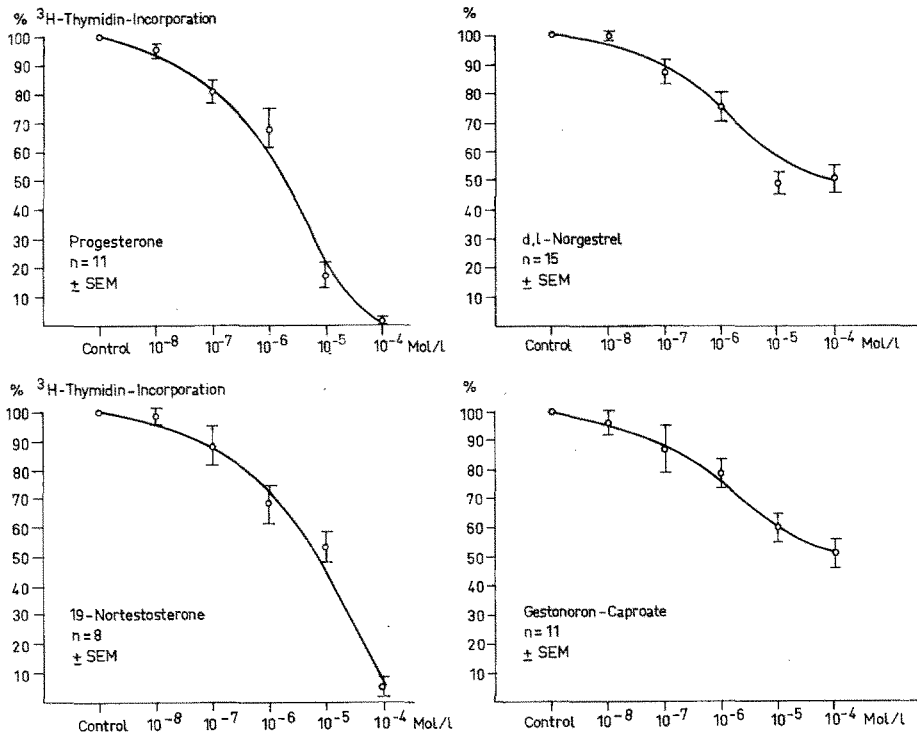 % ³H-Thymidin-Incorporation
100
90
80
70
60
50
40
30
20
10
Progesterone
n = 11
± SEM
Control 10⁻⁸ 10⁻⁷ 10⁻⁶ 10⁻⁵ 10⁻⁴ Mol/l
%
100
90
80
70
60
50
40
30
20
10
d,l-Norgestrel
n = 15
± SEM
Control 10⁻⁸ 10⁻⁷ 10⁻⁶ 10⁻⁵ 10⁻⁴ Mol/l
% ³H-Thymidin-Incorporation
100
90
80
70
60
50
40
30
20
10
19-Nortestosterone
n = 8
± SEM
Control 10⁻⁸ 10⁻⁷ 10⁻⁶ 10⁻⁵ 10⁻⁴ Mol/l
%
100
90
80
70
60
50
40
30
20
10
Gestonoron-Caproate
n = 11
± SEM
Control 10⁻⁸ 10⁻⁷ 10⁻⁶ 10⁻⁵ 10⁻⁴ Mol/l